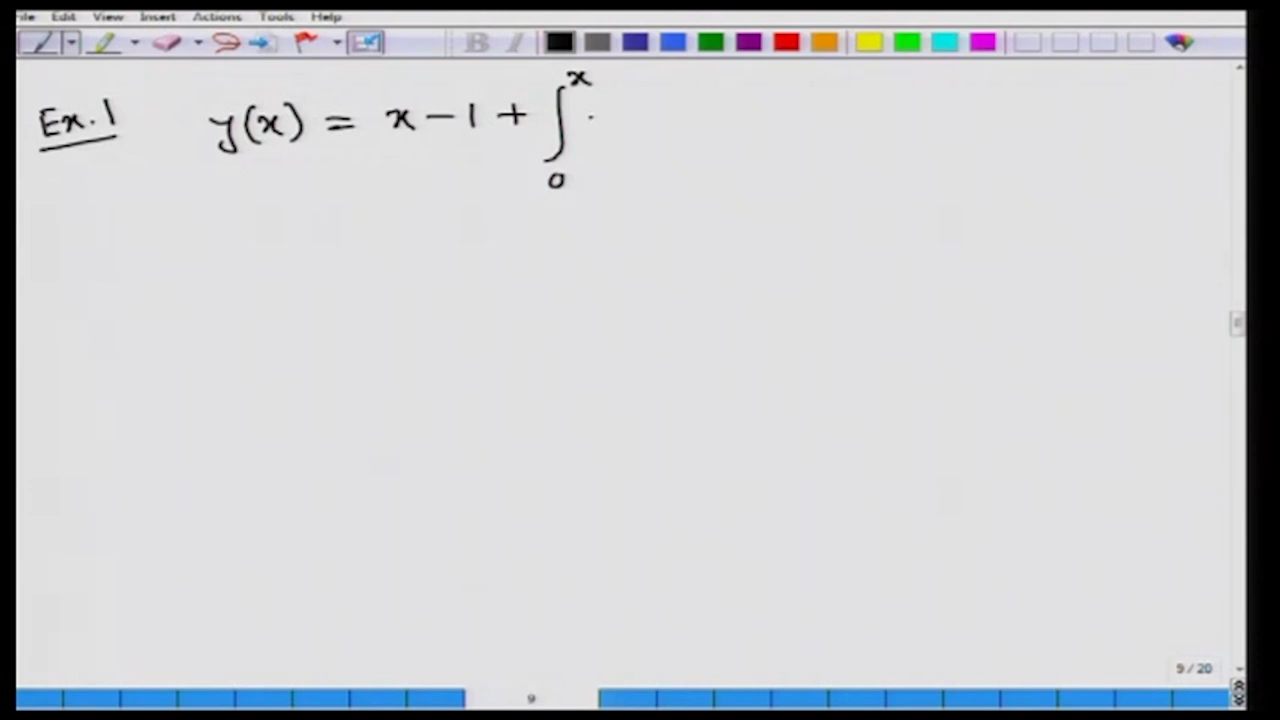 File Edit View Insert Actions Tools Help
B I
Ex. 1 y(x) = x - 1 + ∫₀ˣ
9 / 20
9